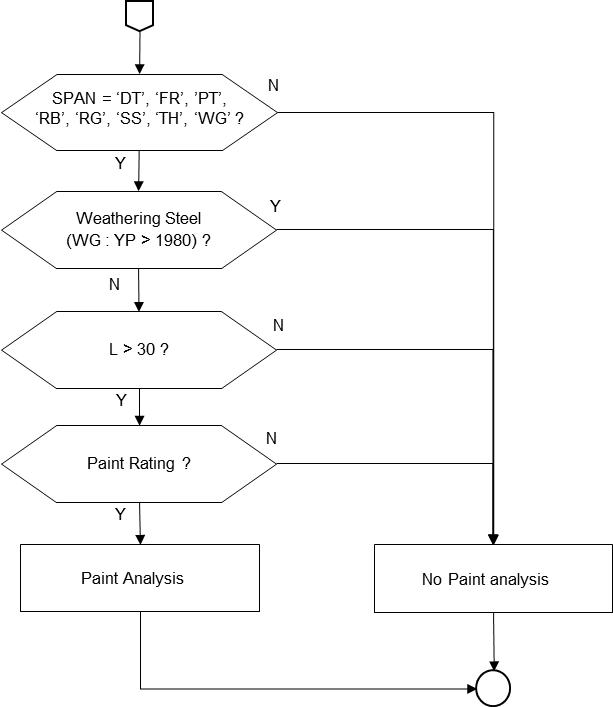 N
SPAN = ‘DT’, ‘FR’, ’PT’,
‘RB’, ‘RG’, ‘SS’, ‘TH’, ‘WG’ ?
Y
Y
Weathering Steel
(WG : YP > 1980) ?
N
N
L > 30 ?
Y
N
Paint Rating ?
Y
Paint Analysis
No Paint analysis